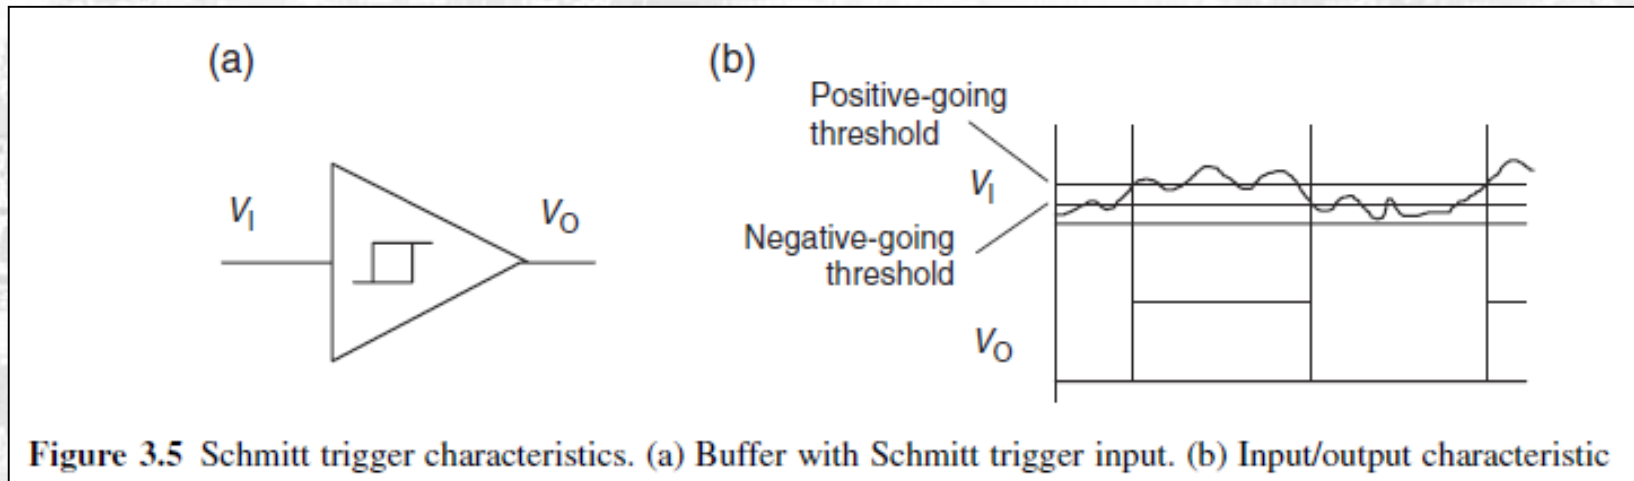 (a)
V_I
V_O
(b)
Positive-going
threshold
V_I
Negative-going
threshold
V_O
Figure 3.5 Schmitt trigger characteristics. (a) Buffer with Schmitt trigger input. (b) Input/output characteristic